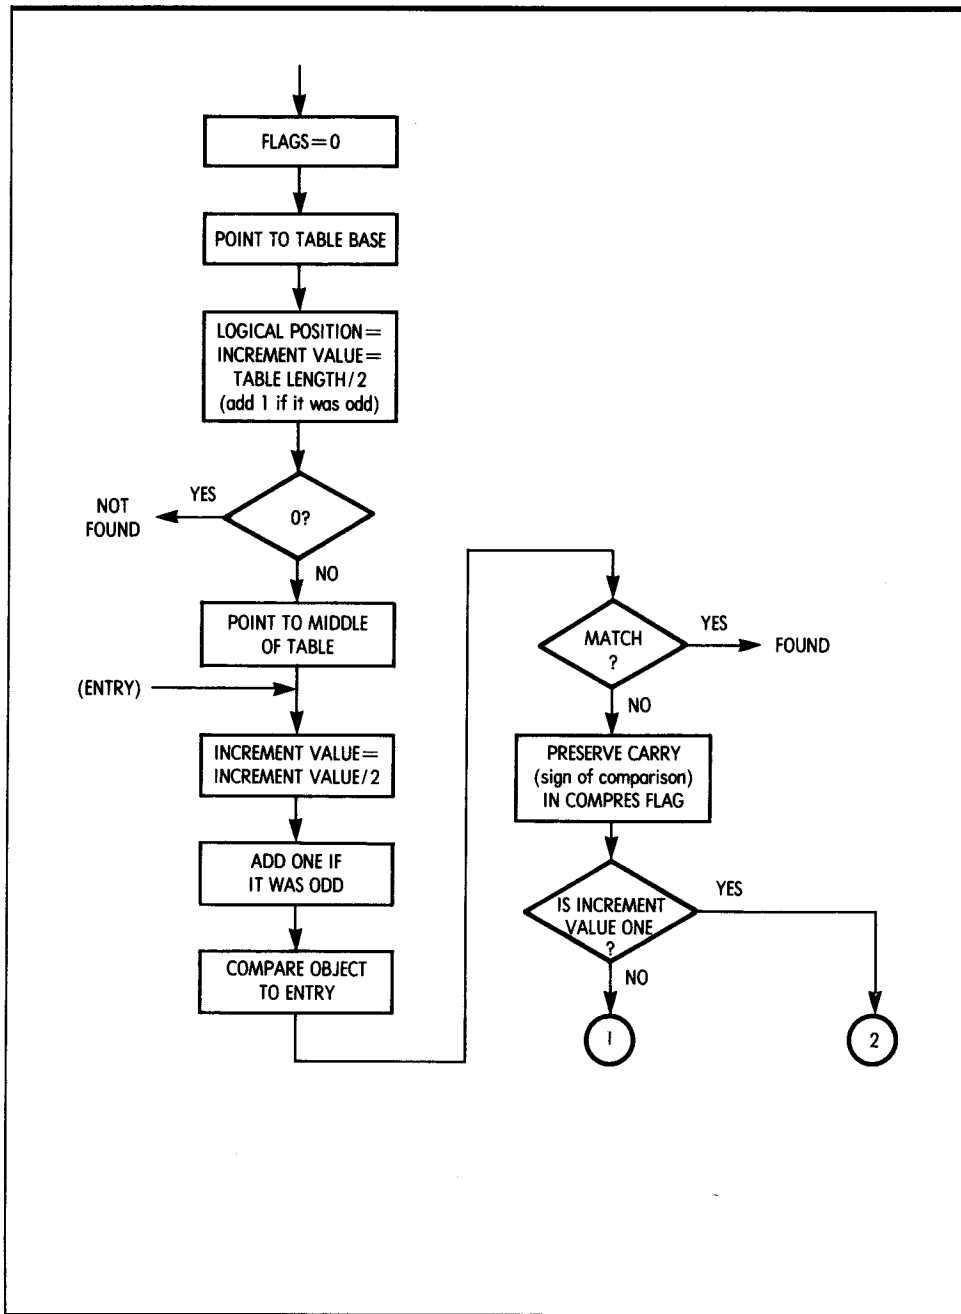 FLAGS=0
POINT TO TABLE BASE
LOGICAL POSITION=
INCREMENT VALUE=
TABLE LENGTH/2
(add 1 if it was odd)
0?
YES
NOT
FOUND
NO
POINT TO MIDDLE
OF TABLE
(ENTRY)
INCREMENT VALUE=
INCREMENT VALUE/2
ADD ONE IF
IT WAS ODD
COMPARE OBJECT
TO ENTRY
MATCH
?
YES
FOUND
NO
PRESERVE CARRY
(sign of comparison)
IN COMPRES FLAG
IS INCREMENT
VALUE ONE
?
YES
NO
1
2